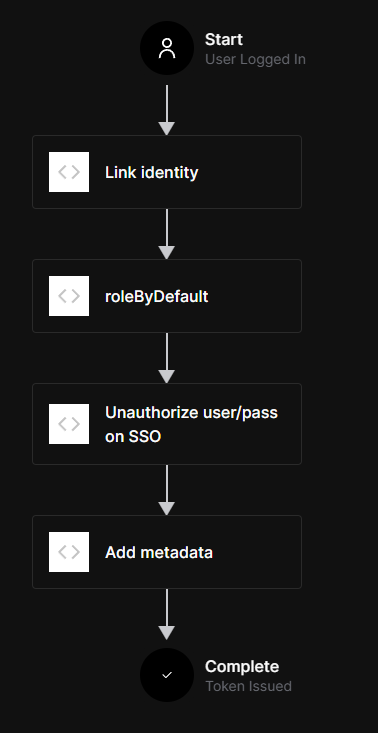 Start
User Logged In
Link identity
roleByDefault
Unauthorize user/pass
on SSO
Add metadata
Complete
Token Issued